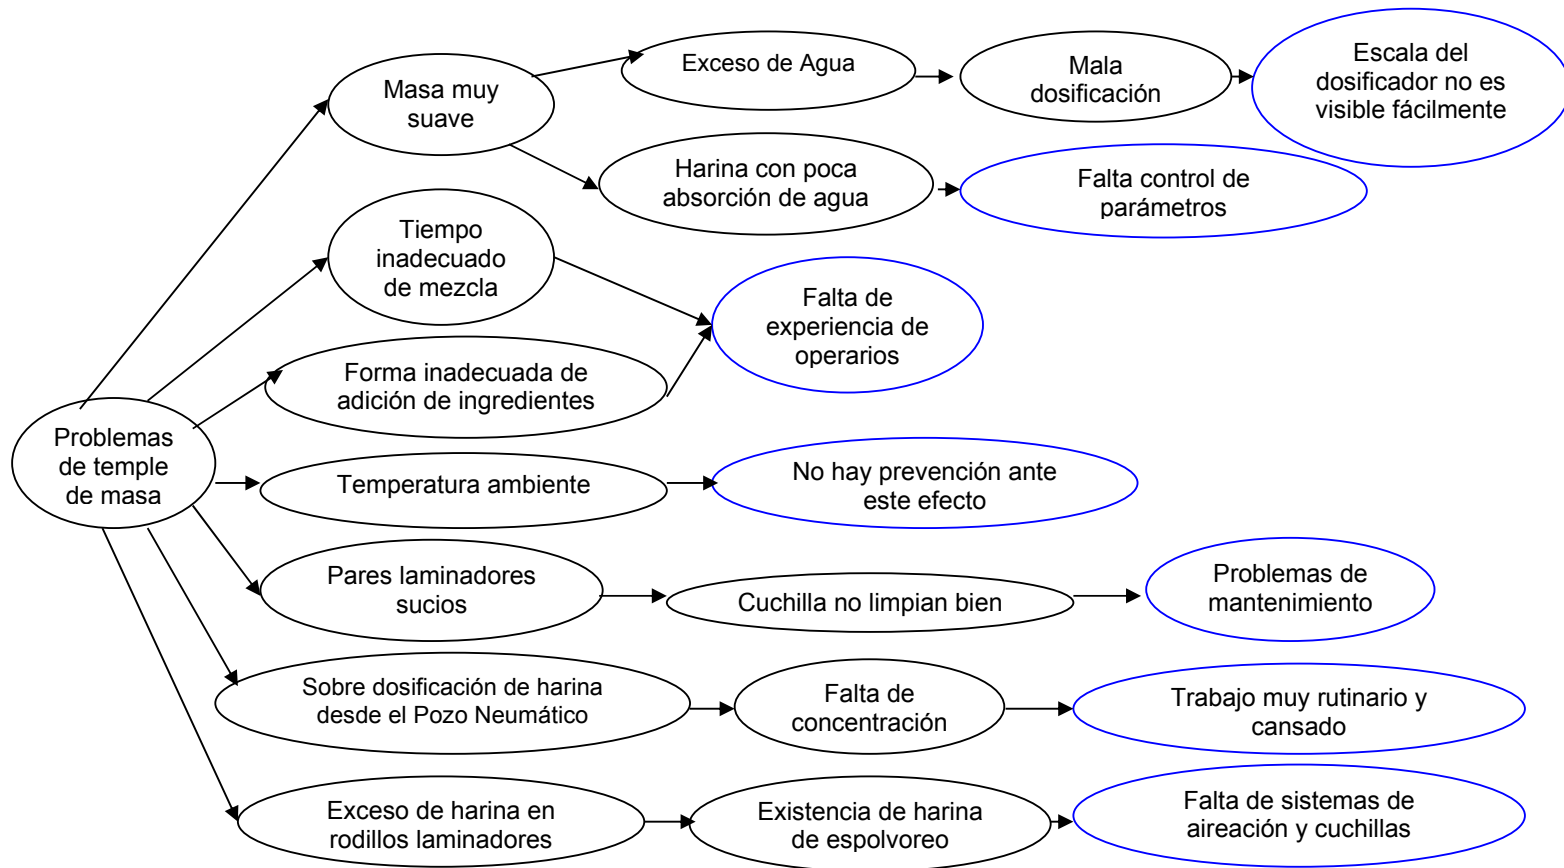 Exceso de Agua
Mala
dosificación
Escala del
dosificador no es
visible fácilmente
Masa muy
suave
Harina con poca
absorción de agua
Falta control de
parámetros
Tiempo
inadecuado
de mezcla
Falta de
experiencia de
operarios
Forma inadecuada de
adición de ingredientes
Problemas
de temple
de masa
Temperatura ambiente
No hay prevención ante
este efecto
Pares laminadores
sucios
Cuchilla no limpian bien
Problemas de
mantenimiento
Sobre dosificación de harina
desde el Pozo Neumático
Falta de
concentración
Trabajo muy rutinario y
cansado
Exceso de harina en
rodillos laminadores
Existencia de harina
de espolvoreo
Falta de sistemas de
aireación y cuchillas